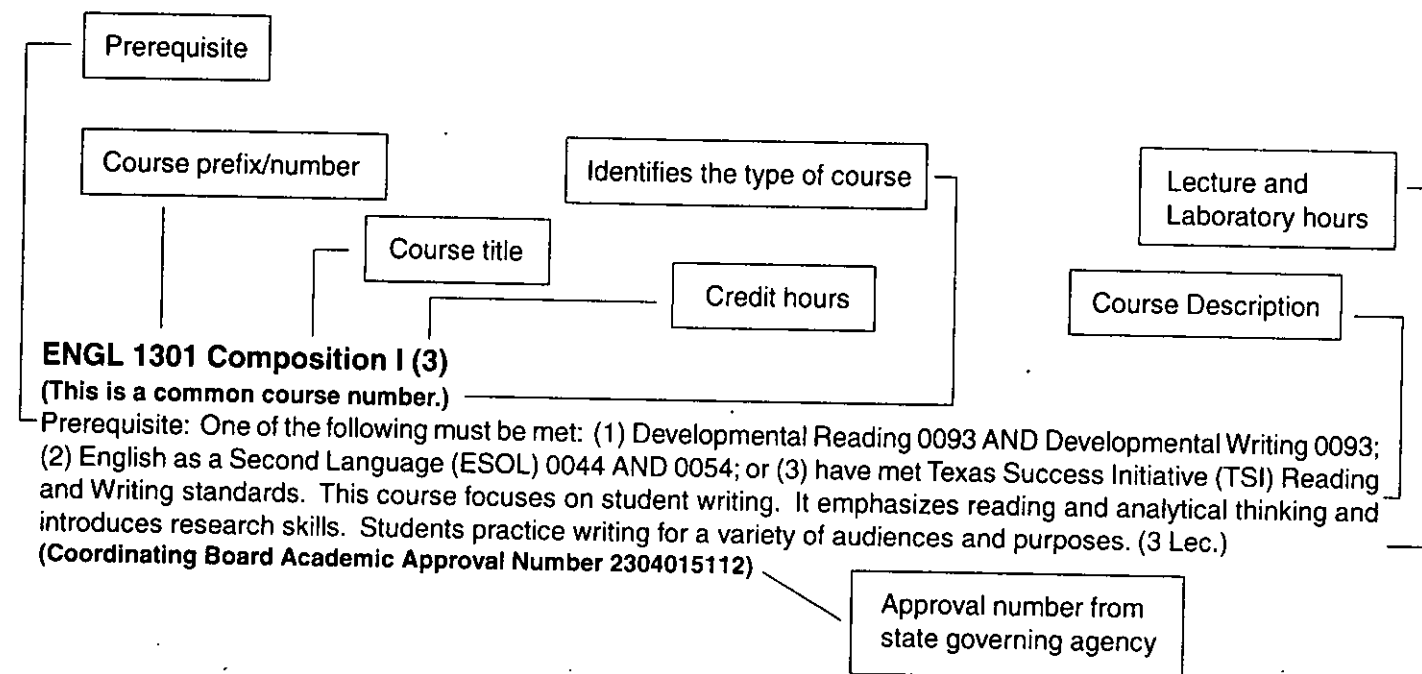 Prerequisite
Course prefix/number
Identifies the type of course
Lecture and
Laboratory hours
Course title
Credit hours
Course Description
ENGL 1301 Composition I (3)
(This is a common course number.)
Prerequisite: One of the following must be met: (1) Developmental Reading 0093 AND Developmental Writing 0093;
(2) English as a Second Language (ESOL) 0044 AND 0054; or (3) have met Texas Success Initiative (TSI) Reading
and Writing standards. This course focuses on student writing. It emphasizes reading and analytical thinking and
introduces research skills. Students practice writing for a variety of audiences and purposes. (3 Lec.)
(Coordinating Board Academic Approval Number 2304015112)
Approval number from
state governing agency